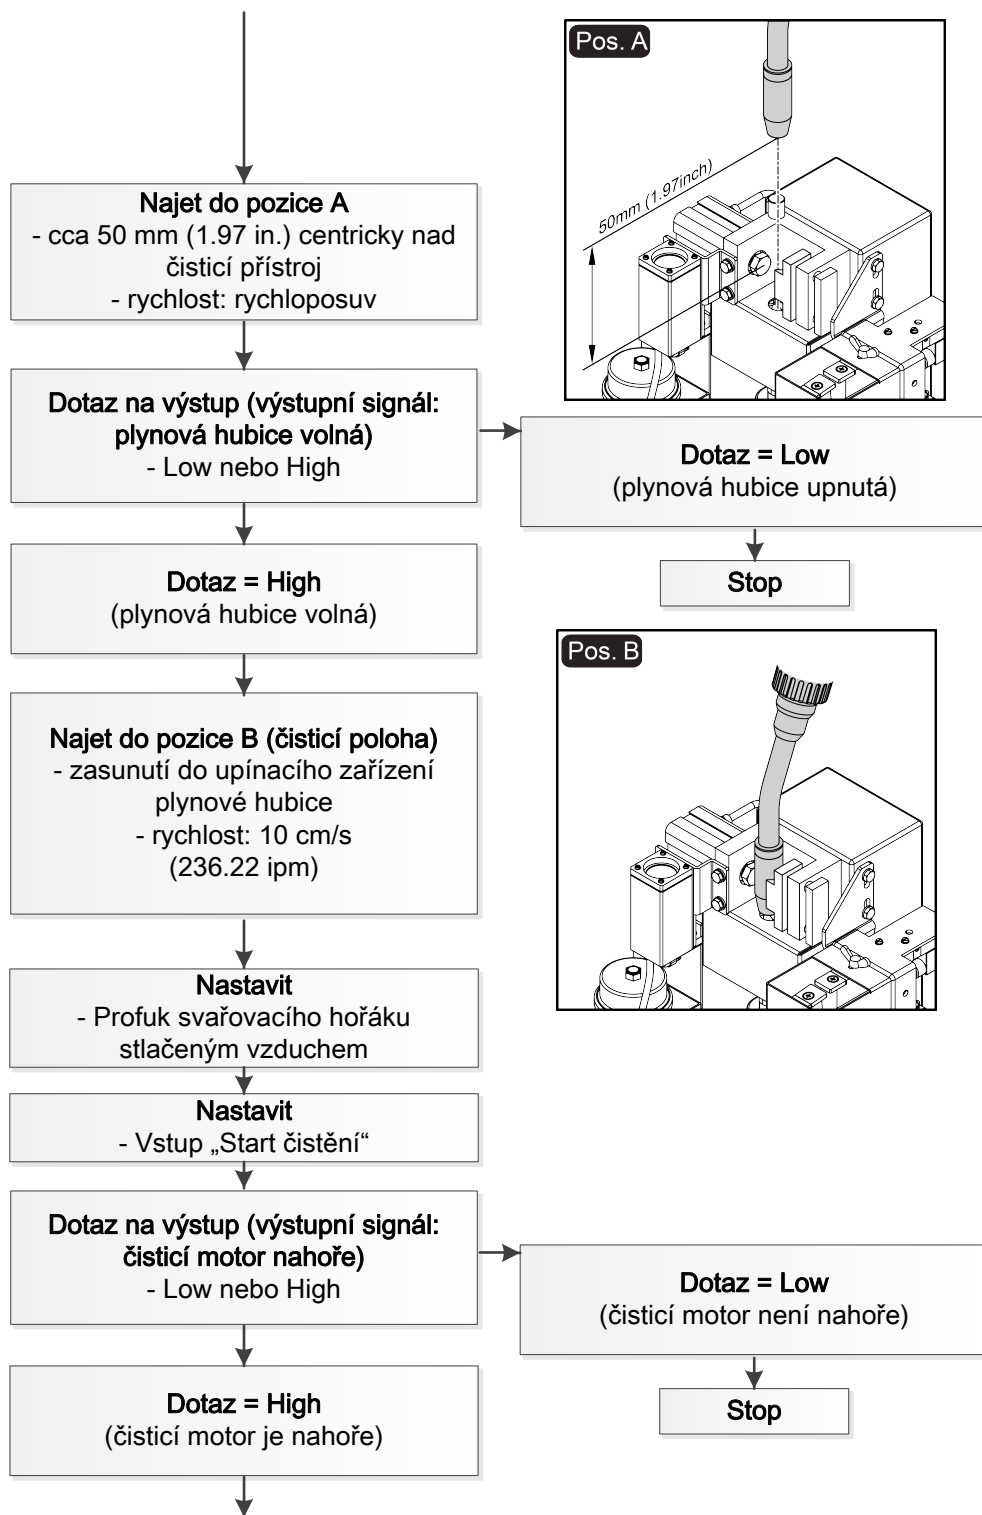 Pos. A
50mm (1.97inch)
Najet do pozice A
- cca 50 mm (1.97 in.) centricky nad
čisticí přístroj
- rychlost: rychloposuv
Dotaz na výstup (výstupní signál:
plynová hubice volná)
- Low nebo High
Dotaz = Low
(plynová hubice upnutá)
Stop
Dotaz = High
(plynová hubice volná)
Pos. B
Najet do pozice B (čisticí poloha)
- zasunutí do upínacího zařízení
plynové hubice
- rychlost: 10 cm/s
(236.22 ipm)
Nastavit
- Profuk svařovacího hořáku
stlačeným vzduchem
Nastavit
- Vstup „Start čistění“
Dotaz na výstup (výstupní signál:
čisticí motor nahoře)
- Low nebo High
Dotaz = Low
(čisticí motor není nahoře)
Stop
Dotaz = High
(čisticí motor je nahoře)